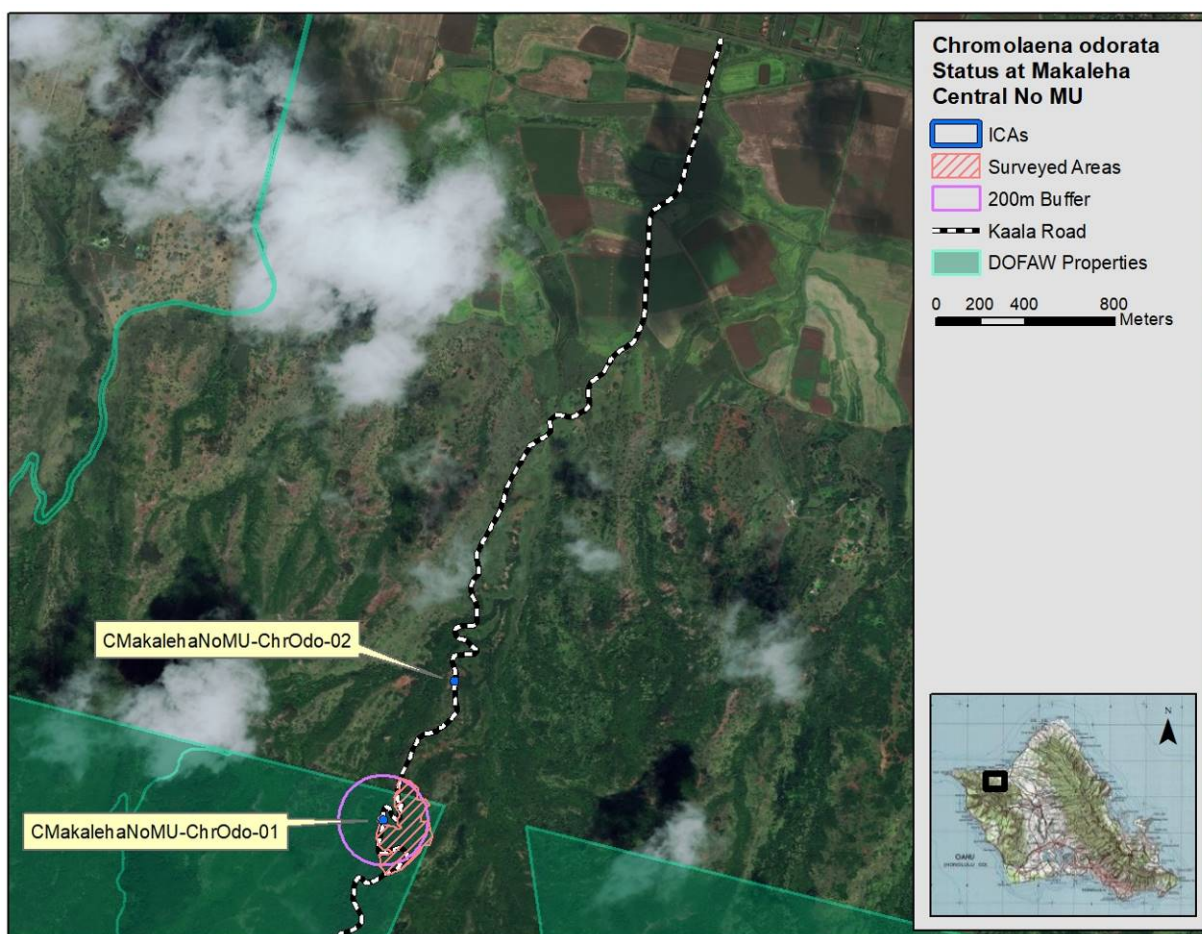 Chromolaena odorata
Status at Makaleha
Central No MU
ICAs
Surveyed Areas
200m Buffer
Kaala Road
DOFAW Properties
0 200 400 800
Meters
CMakalehaNoMU-ChrOdo-02
CMakalehaNoMU-ChrOdo-01
N
OAHU